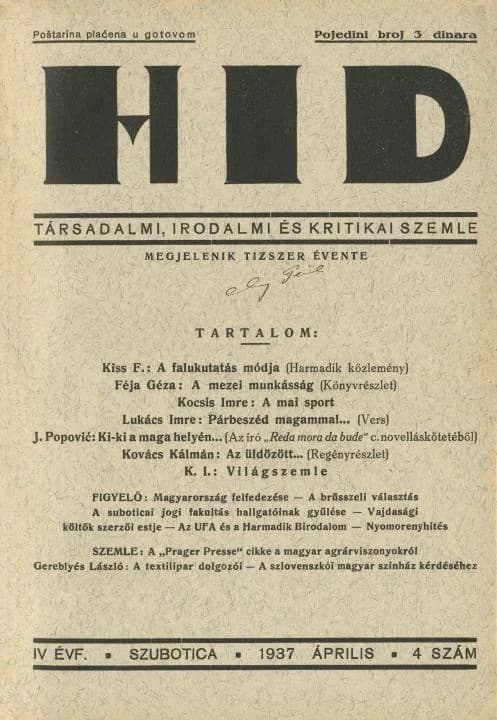 Poštarina plaćena u gotovom
Pojedini broj 3 dinara
HID
TÁRSADALMI, IRODALMI ÉS KRITIKAI SZEMLE
MEGJELENIK TIZSZER ÉVENTE
TARTALOM:
Kiss F.: A falukutatás módja (Harmadik közlemény)
Féja Géza: A mezei munkásság (Könyvrészlet)
Kocsis Imre: A mai sport
Lukács Imre: Párbeszéd magammal... (Vers)
J. Popović: Ki-ki a maga helyén... (Az író „Reda mora da bude" c. novelláskötetéből)
Kovács Kálmán: Az üldözött... (Regényrészlet)
K. I.: Világszemle
FIGYELŐ: Magyarország felfedezése — A brüsszeli választás
A suboticai jogi fakultás hallgatóinak gyűlése — Vajdasági
költők szerzői estje — Az UFA és a Harmadik Birodalom — Nyomorenyhités
SZEMLE: A „Prager Presse" cikke a magyar agrárviszonyokról
Gereblyés László: A textilipar dolgozói — A szlovenszkói magyar szinház kérdéséhez
IV ÉVF. ▪ SZUBOTICA ▪ 1937 ÁPRILIS ▪ 4 SZÁM